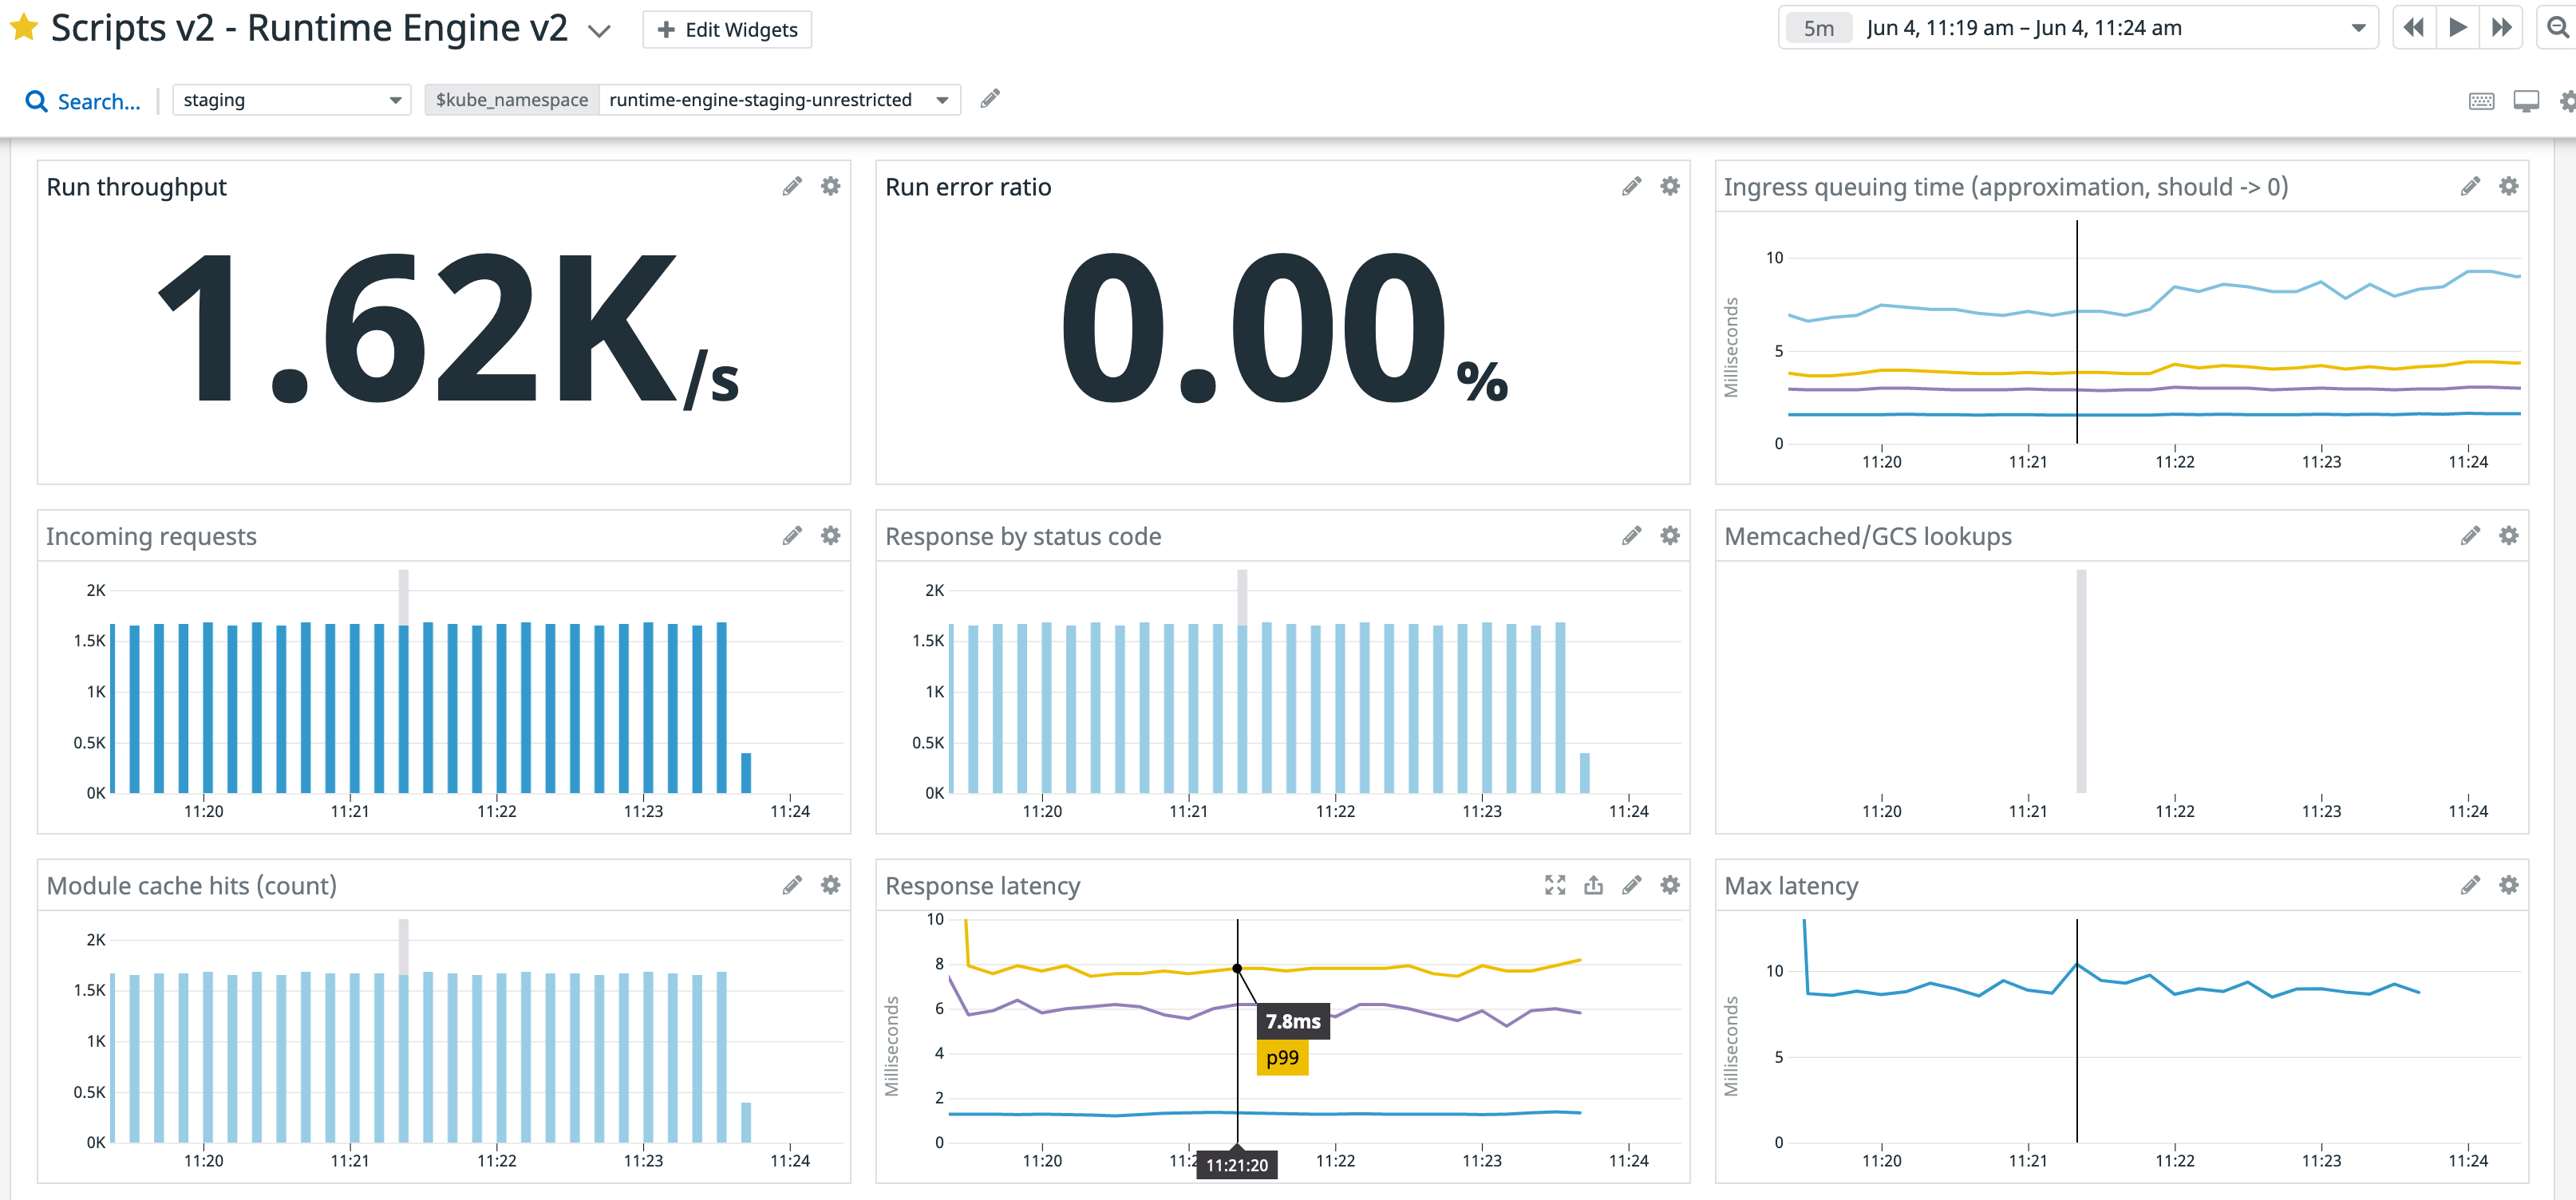 Scripts v2 - Runtime Engine v2
Edit Widgets
5m Jun 4, 11:19 am – Jun 4, 11:24 am
Search...
staging
$kube_namespace runtime-engine-staging-unrestricted
Run throughput
1.62K/s
Run error ratio
0.00%
Ingress queuing time (approximation, should -> 0)
Milliseconds
10
5
0
11:20 11:21 11:22 11:23 11:24
Incoming requests
2K
1.5K
1K
0.5K
0K
11:20 11:21 11:22 11:23 11:24
Response by status code
2K
1.5K
1K
0.5K
0K
11:20 11:21 11:22 11:23 11:24
Memcached/GCS lookups
11:20 11:21 11:22 11:23 11:24
Module cache hits (count)
2K
1.5K
1K
0.5K
0K
11:20 11:21 11:22 11:23 11:24
Response latency
Milliseconds
10
8
6
4
2
0
7.8ms
p99
11:20 11:2 11:21:20 11:22 11:23 11:24
Max latency
Milliseconds
10
5
0
11:20 11:21 11:22 11:23 11:24